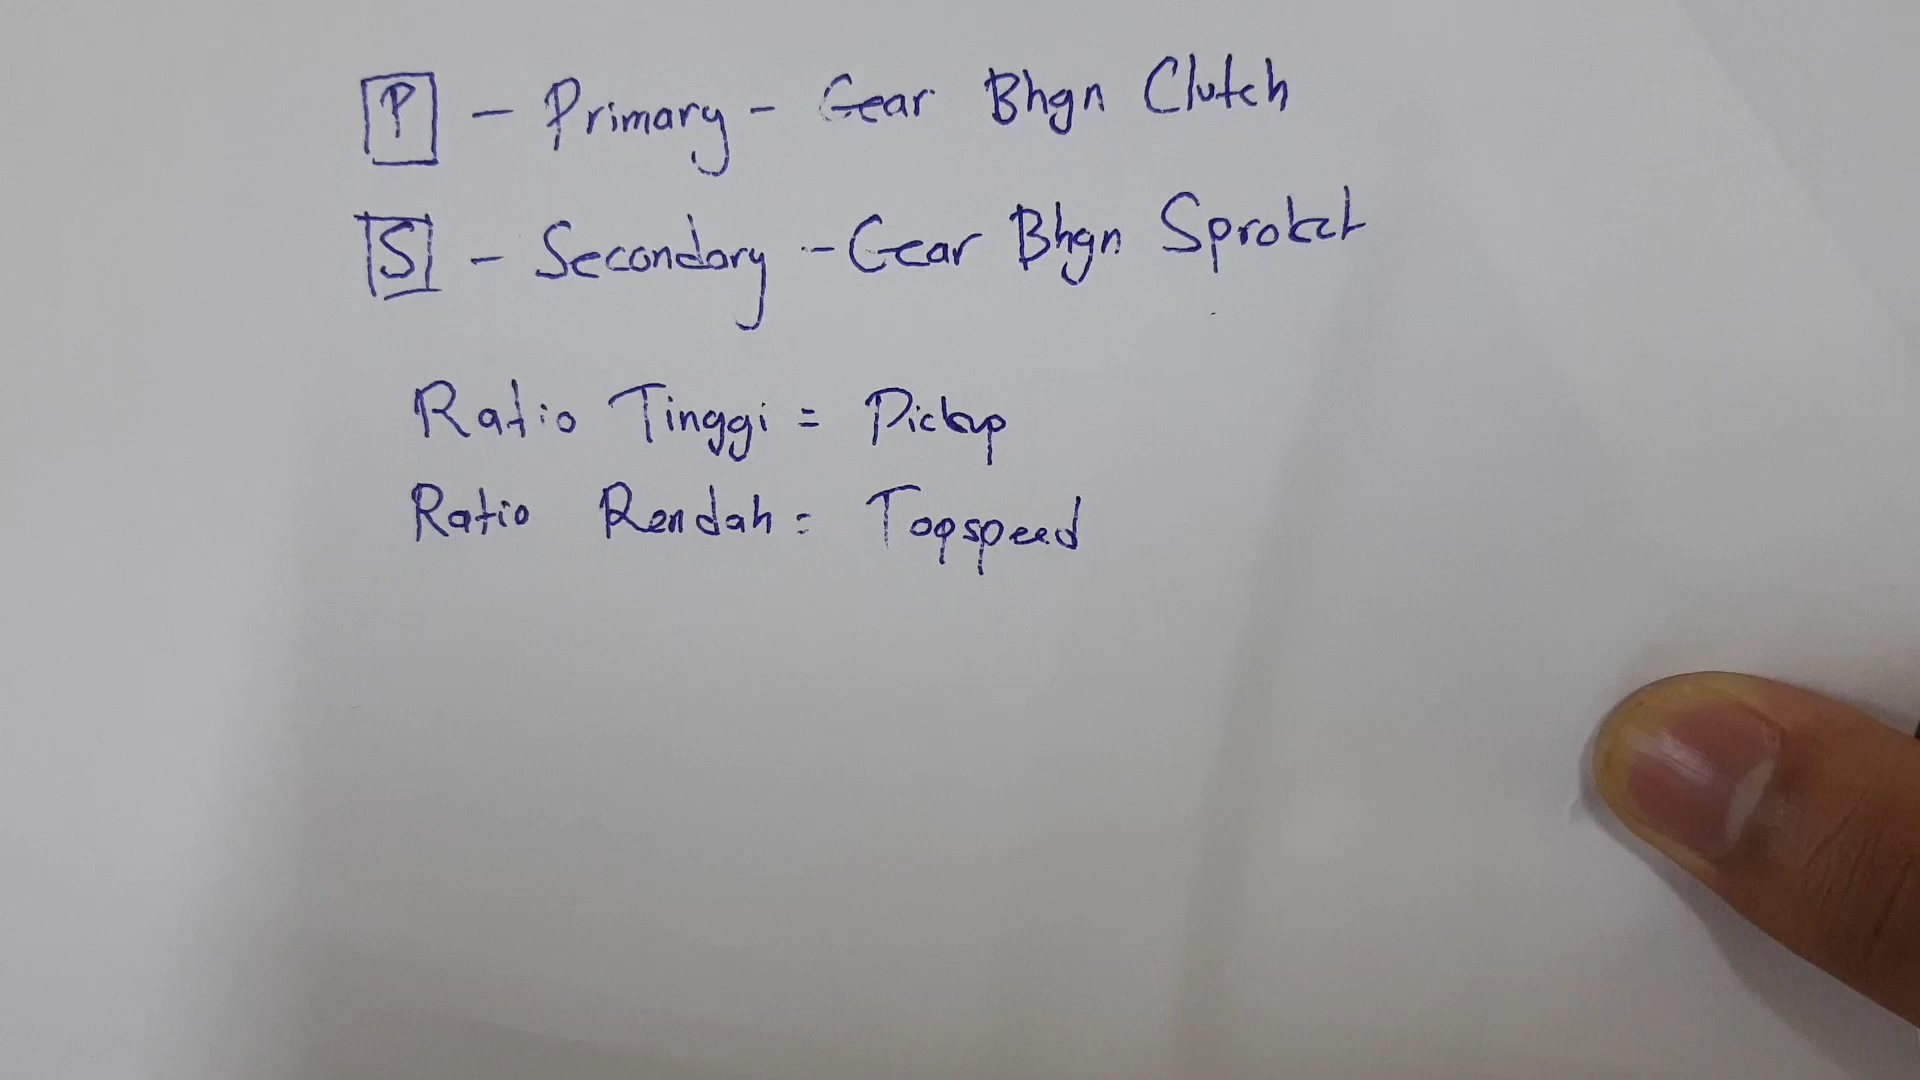 P - Primary - Gear Bhgn Clutch
S - Secondary - Gear Bhgn Sproket
Ratio Tinggi = Pickup
Ratio Rendah = Topspeed